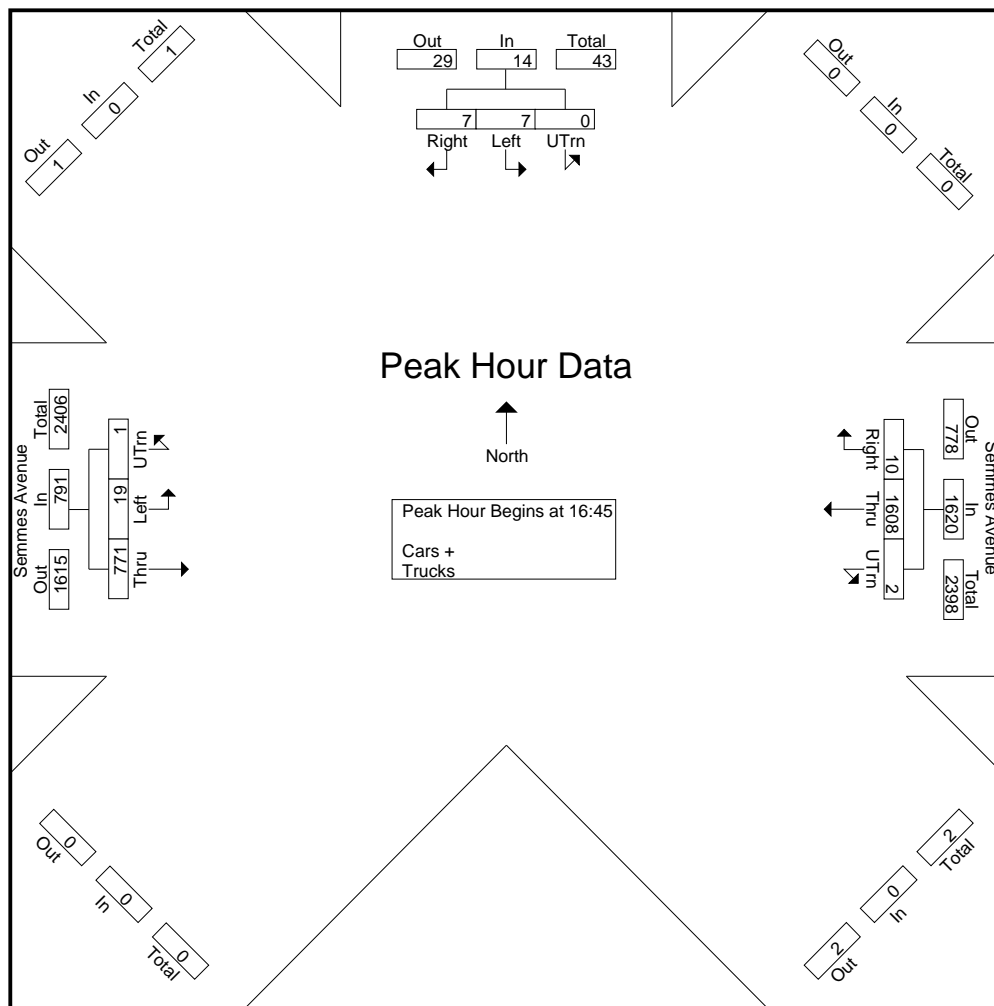 Out In Total
29 14 43
7 7 0
Right Left UTrn
Total 1
In 0
Out 1
Out 0
In 0
Total 0
Peak Hour Data
North
Peak Hour Begins at 16:45
Cars +
Trucks
Semmes Avenue
Out In Total
1615 791 2406
771 19 1
Thru Left UTrn
Semmes Avenue
Out In Total
778 1620 2398
10 1608 2
Right Thru UTrn
0 Out
0 In
0 Total
2 Total
0 In
2 Out